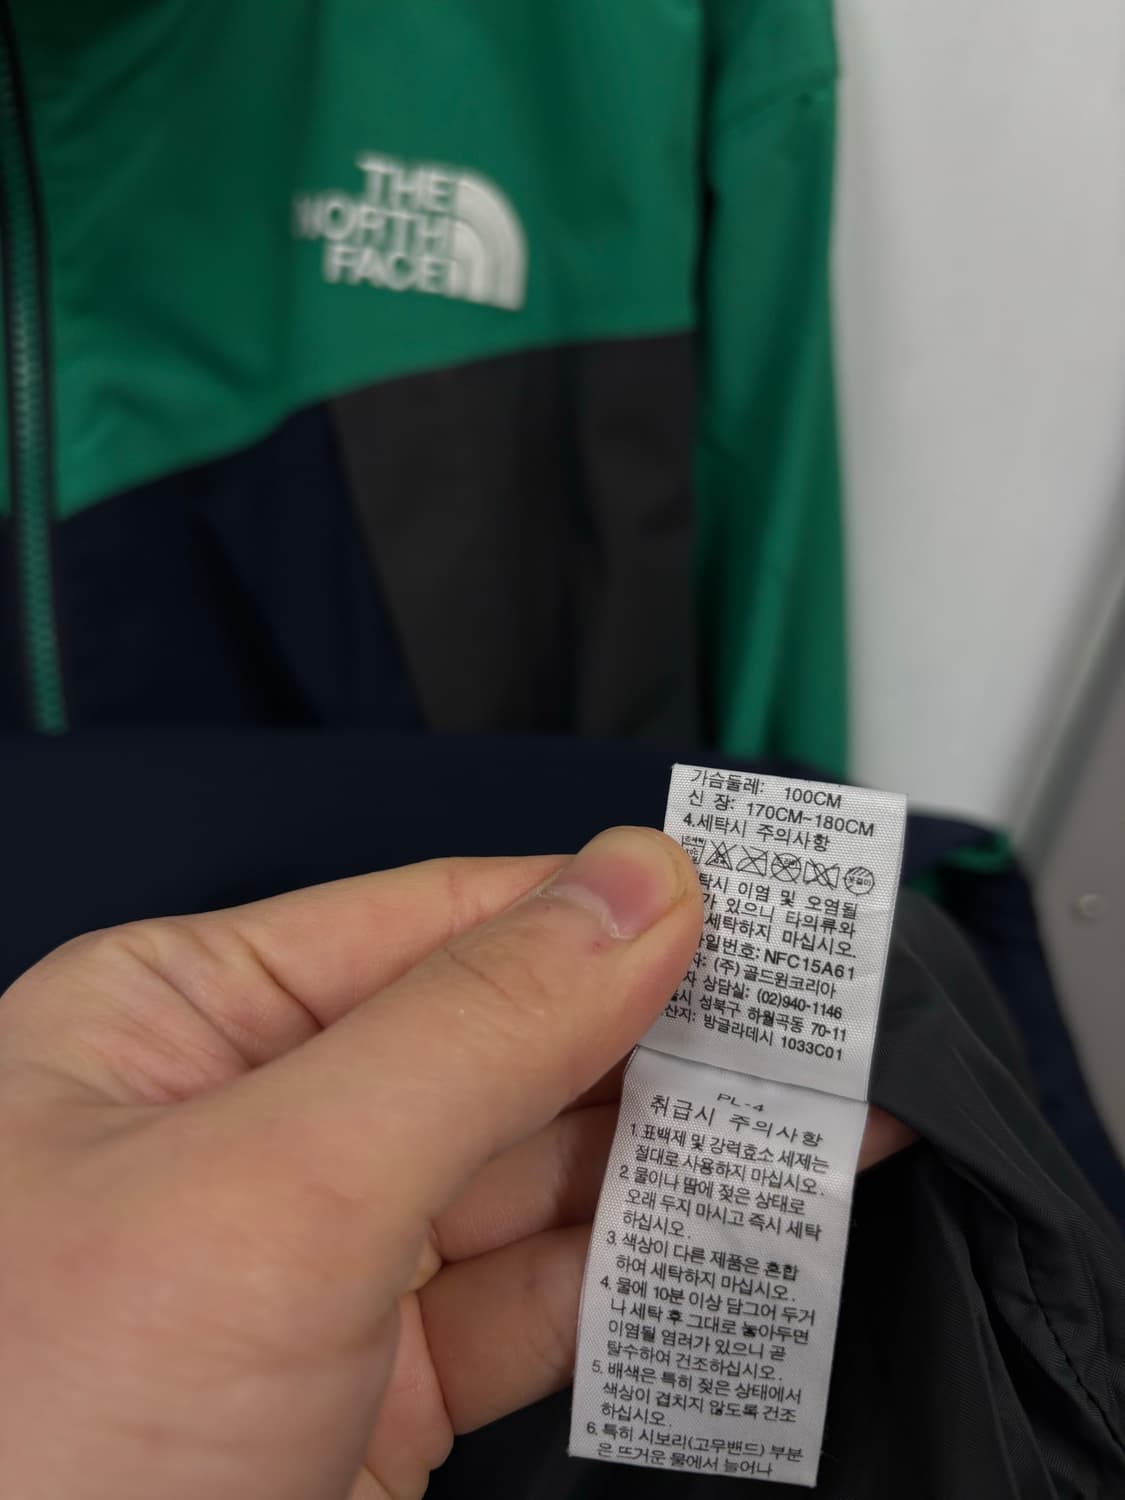 THE
NORTH
FACE
가슴둘레: 100CM
신 장: 170CM~180CM
4.세탁시 주의사항
탁시 이염 및 오염될
가 있으니 타의류와
세탁하지 마십시오.
일번호: NFC15A61
자: (주) 골드윈코리아
자 상담실: (02)940-1146
시 성북구 하월곡동 70-11
산지: 방글라데시 1033C01
PL-4
취급시 주의사항
1. 표백제 및 강력효소 세제는
절대로 사용하지 마십시오.
2. 물이나 땀에 젖은 상태로
오래 두지 마시고 즉시 세탁
하십시오.
3. 색상이 다른 제품은 혼합
하여 세탁하지 마십시오.
4. 물에 10분 이상 담그어 두거
나 세탁 후 그대로 놓아두면
이염될 염려가 있으니 곧
탈수하여 건조하십시오.
5. 배색은 특히 젖은 상태에서
색상이 겹치지 않도록 건조
하십시오.
6. 특히 시보리(고무밴드) 부분
은 뜨거운 물에서 늘어나